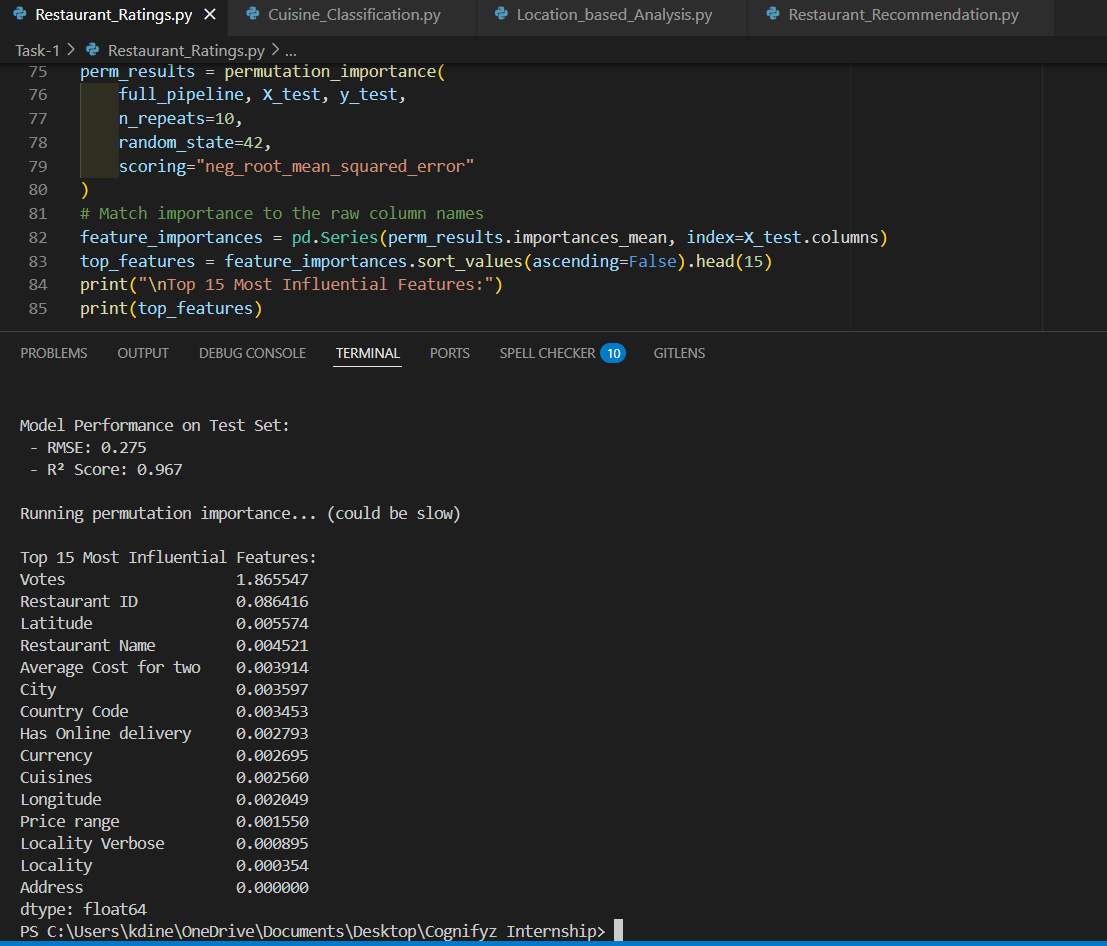 Restaurant_Ratings.py × Cuisine_Classification.py Location_based_Analysis.py Restaurant_Recommendation.py
Task-1 > Restaurant_Ratings.py > ...
75 perm_results = permutation_importance(
76     full_pipeline, X_test, y_test,
77     n_repeats=10,
78     random_state=42,
79     scoring="neg_root_mean_squared_error"
80 )
81 # Match importance to the raw column names
82 feature_importances = pd.Series(perm_results.importances_mean, index=X_test.columns)
83 top_features = feature_importances.sort_values(ascending=False).head(15)
84 print("\nTop 15 Most Influential Features:")
85 print(top_features)
PROBLEMS OUTPUT DEBUG CONSOLE TERMINAL PORTS SPELL CHECKER 10 GITLENS
Model Performance on Test Set:
 - RMSE: 0.275
 - R² Score: 0.967
Running permutation importance... (could be slow)
Top 15 Most Influential Features:
Votes                   1.865547
Restaurant ID           0.086416
Latitude                0.005574
Restaurant Name         0.004521
Average Cost for two    0.003914
City                    0.003597
Country Code            0.003453
Has Online delivery     0.002793
Currency                0.002695
Cuisines                0.002560
Longitude               0.002049
Price range             0.001550
Locality Verbose        0.000895
Locality                0.000354
Address                 0.000000
dtype: float64
PS C:\Users\kdine\OneDrive\Documents\Desktop\Cognifyz Internship>